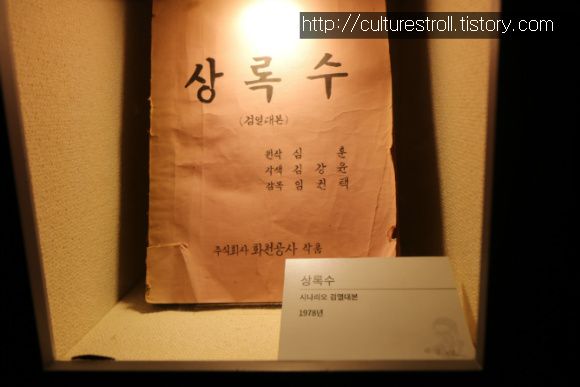 http://culturestroll.tistory.com/
상록수
(검열대본)
원작 심 훈
각색 김 강 윤
감독 임 권 택
주식회사 화천공사 작품
상록수
시나리오 검열대본
1978년